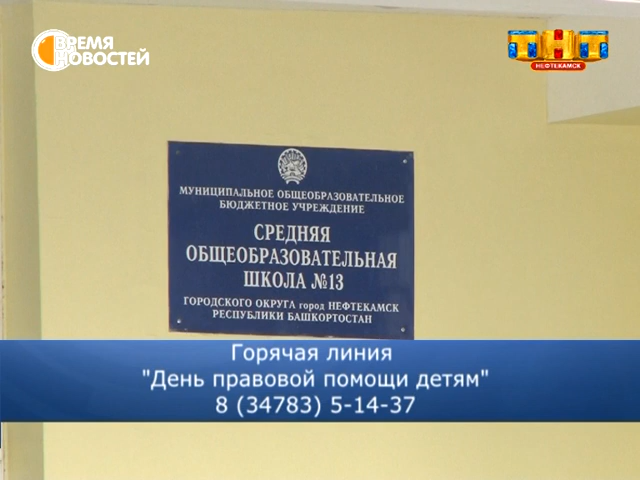 ВРЕМЯ
НОВОСТЕЙ
ТНТ
НЕФТЕКАМСК
МУНИЦИПАЛЬНОЕ ОБЩЕОБРАЗОВАТЕЛЬНОЕ
БЮДЖЕТНОЕ УЧРЕЖДЕНИЕ
СРЕДНЯЯ
ОБЩЕОБРАЗОВАТЕЛЬНАЯ
ШКОЛА №13
ГОРОДСКОГО ОКРУГА город НЕФТЕКАМСК
РЕСПУБЛИКИ БАШКОРТОСТАН
Горячая линия
"День правовой помощи детям"
8 (34783) 5-14-37